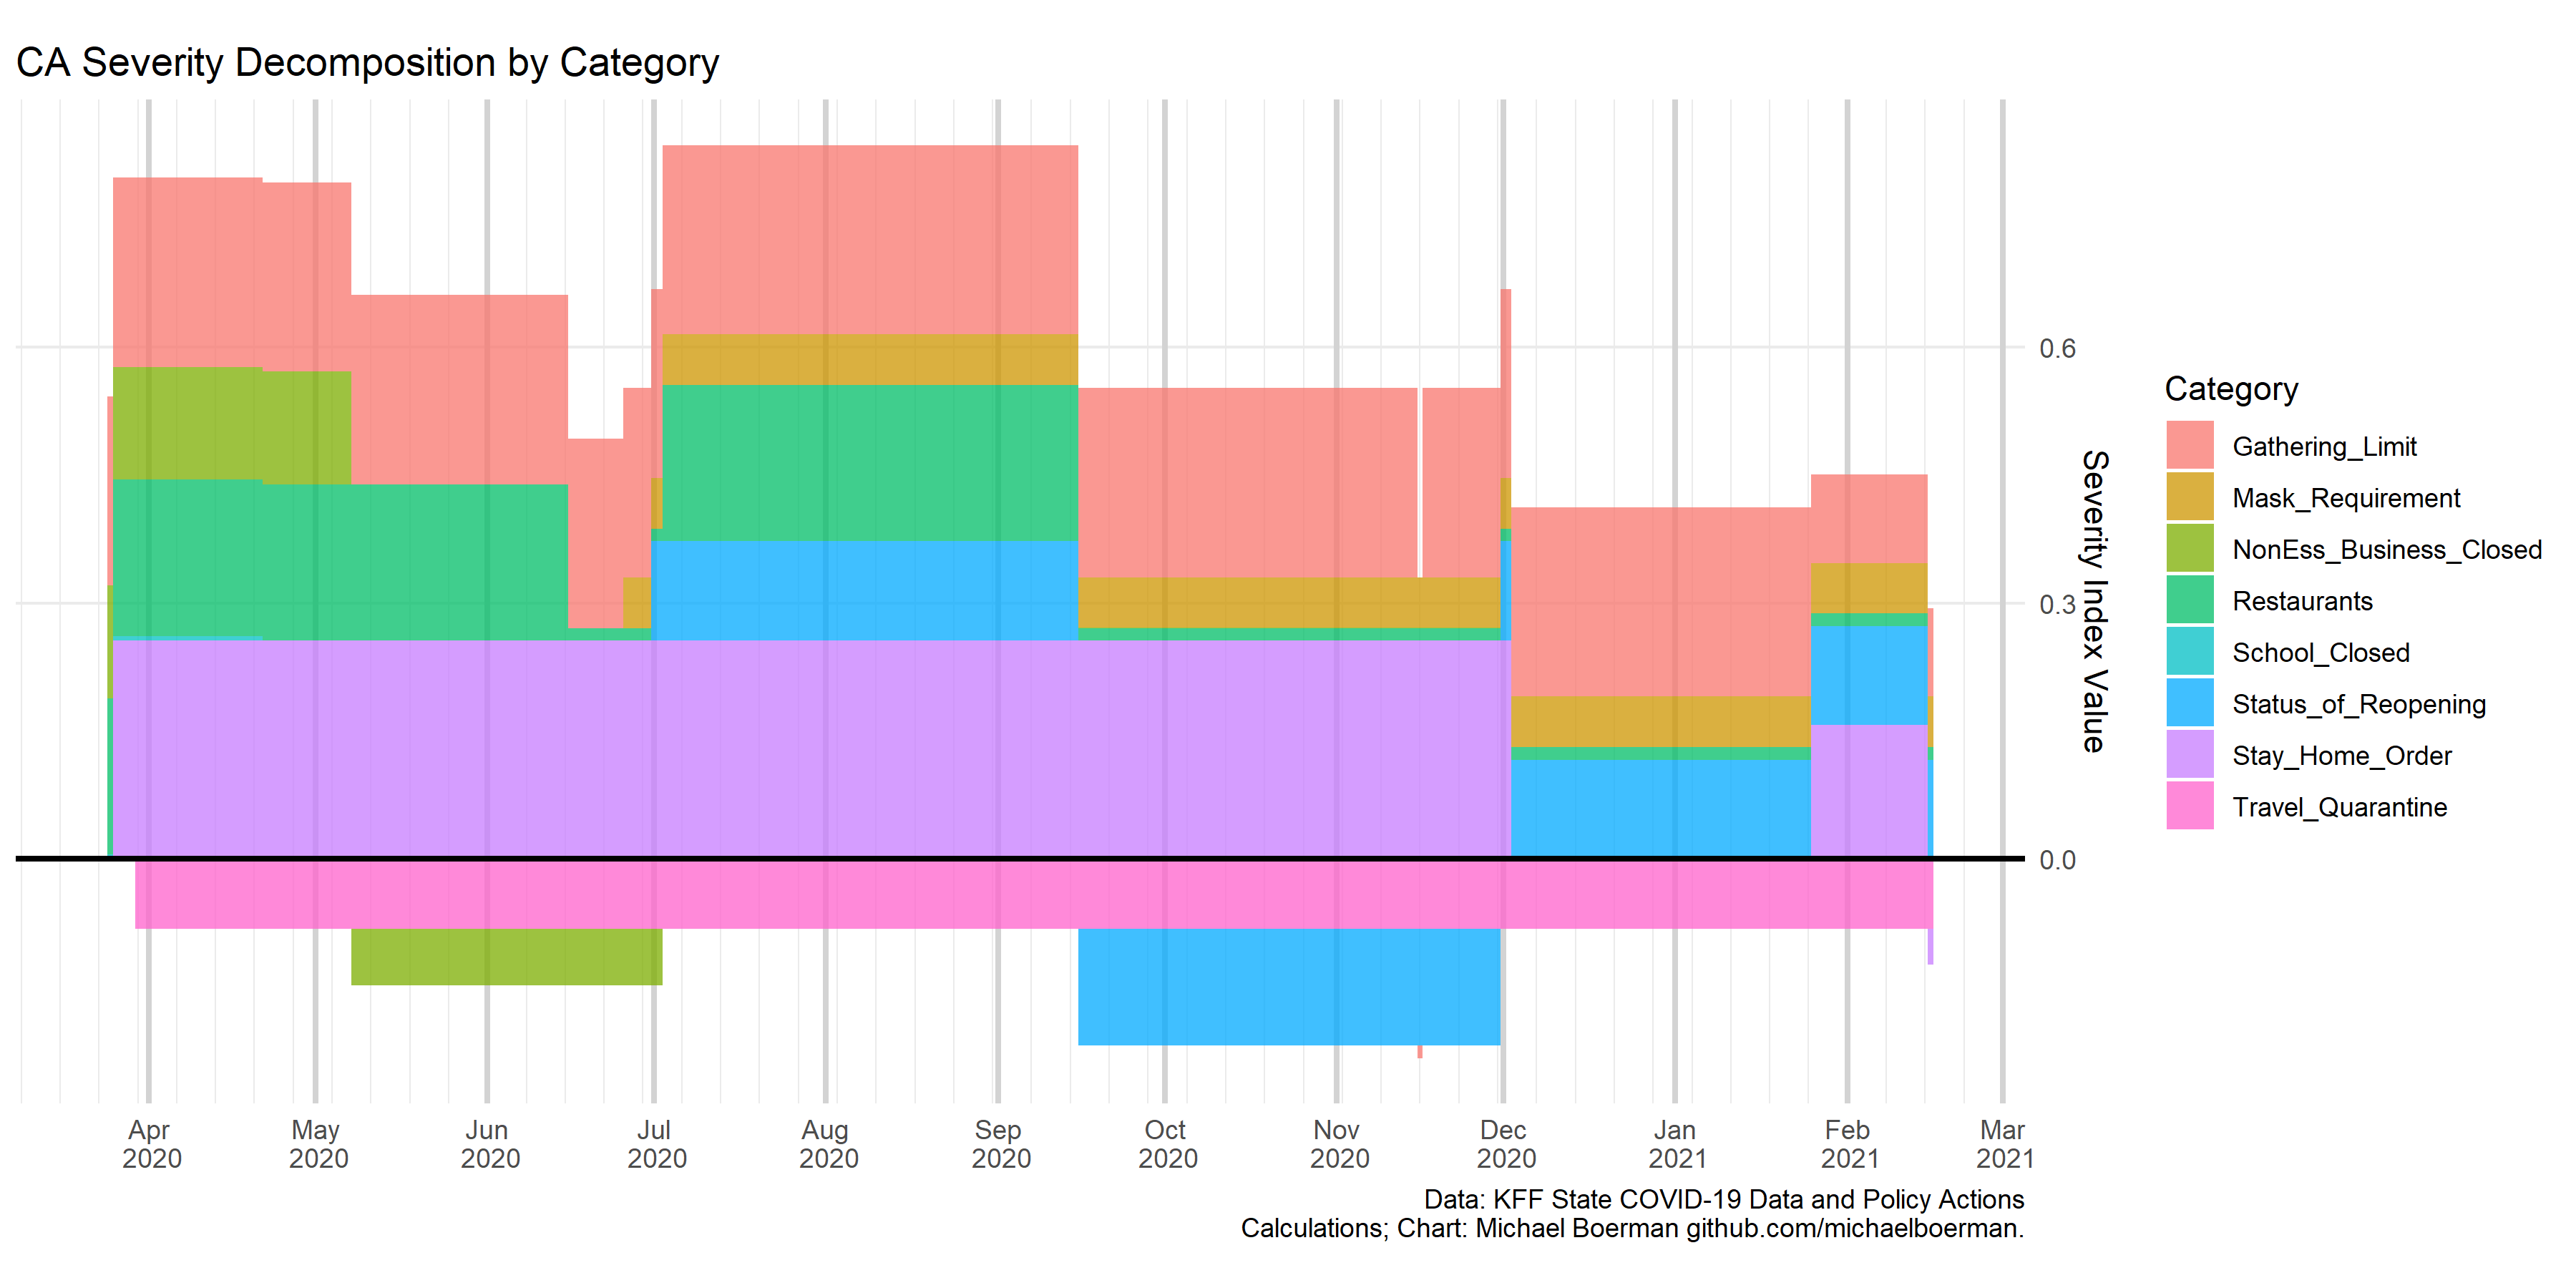 CA Severity Decomposition by Category
0.6
0.3
0.0
Severity Index Value
Category
Gathering_Limit
Mask_Requirement
NonEss_Business_Closed
Restaurants
School_Closed
Status_of_Reopening
Stay_Home_Order
Travel_Quarantine
Apr May Jun Jul Aug Sep Oct Nov Dec Jan Feb Mar
2020 2020 2020 2020 2020 2020 2020 2020 2020 2021 2021 2021
Data: KFF State COVID-19 Data and Policy Actions
Calculations; Chart: Michael Boerman github.com/michaelboerman.